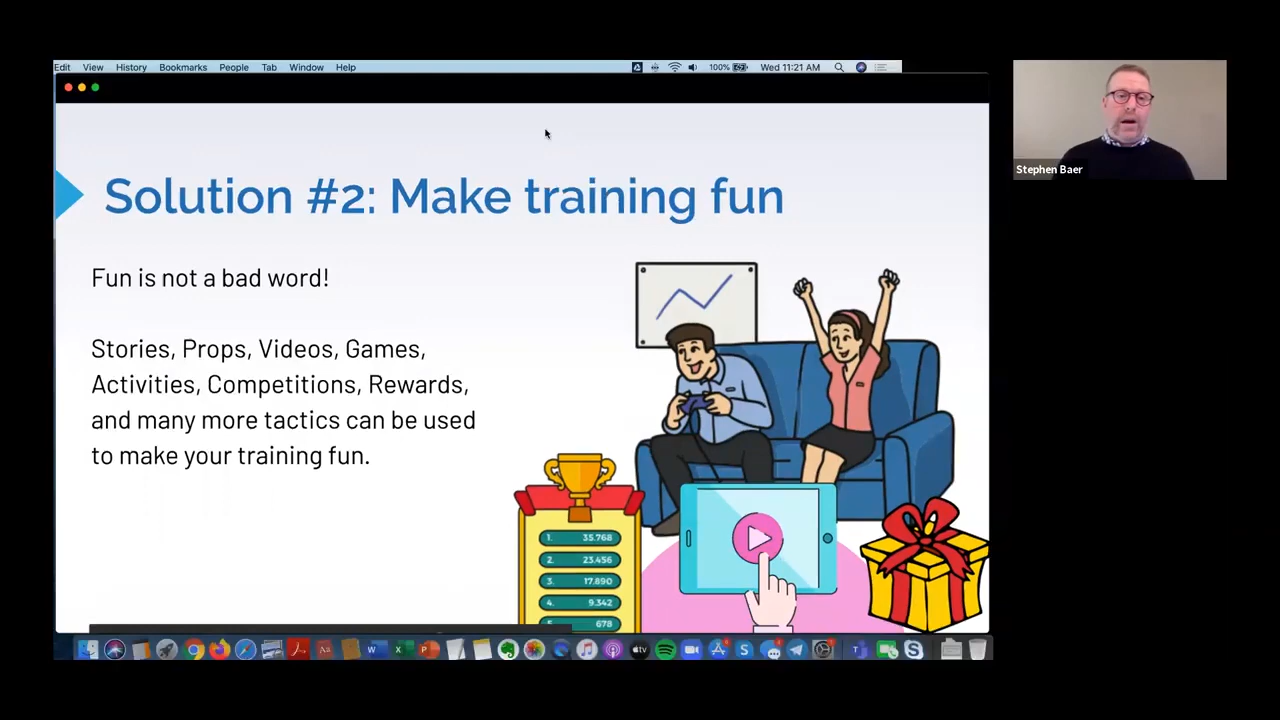 Edit View History Bookmarks People Tab Window Help
100% Wed 11:21 AM
Stephen Baer
Solution #2: Make training fun
Fun is not a bad word!
Stories, Props, Videos, Games,
Activities, Competitions, Rewards,
and many more tactics can be used
to make your training fun.
1. 35.768
2. 23.456
3. 17.890
4. 9.342
5. 678
W X P
tv
S